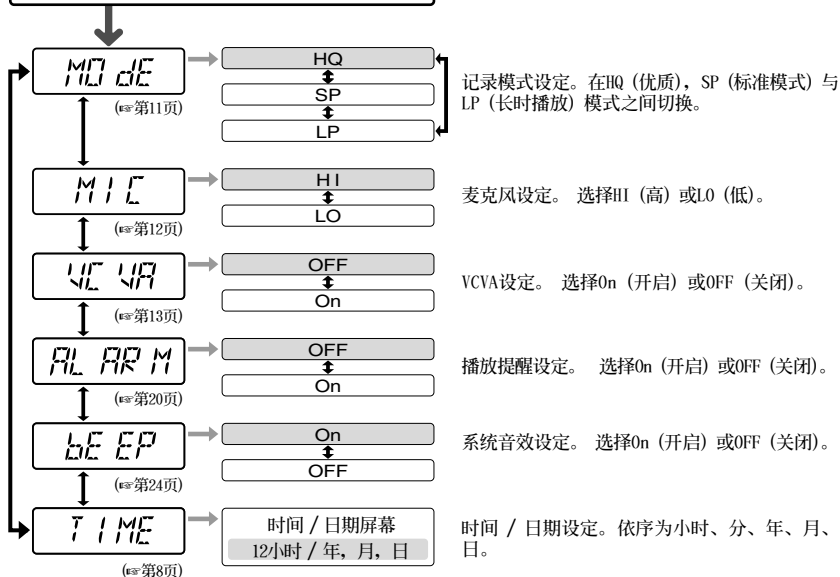 MO dE
(☞第11页)
HQ
SP
LP
记录模式设定。在HQ (优质), SP (标准模式) 与
LP (长时播放) 模式之间切换。
MIC
(☞第12页)
HI
LO
麦克风设定。 选择HI (高) 或LO (低)。
VC VA
(☞第13页)
OFF
On
VCVA设定。 选择On (开启) 或OFF (关闭)。
AL AR M
(☞第20页)
OFF
On
播放提醒设定。 选择On (开启) 或OFF (关闭)。
bE EP
(☞第24页)
On
OFF
系统音效设定。 选择On (开启) 或OFF (关闭)。
TIME
(☞第8页)
时间 / 日期屏幕
12小时 / 年, 月, 日
时间 / 日期设定。依序为小时、分、年、月、
日。